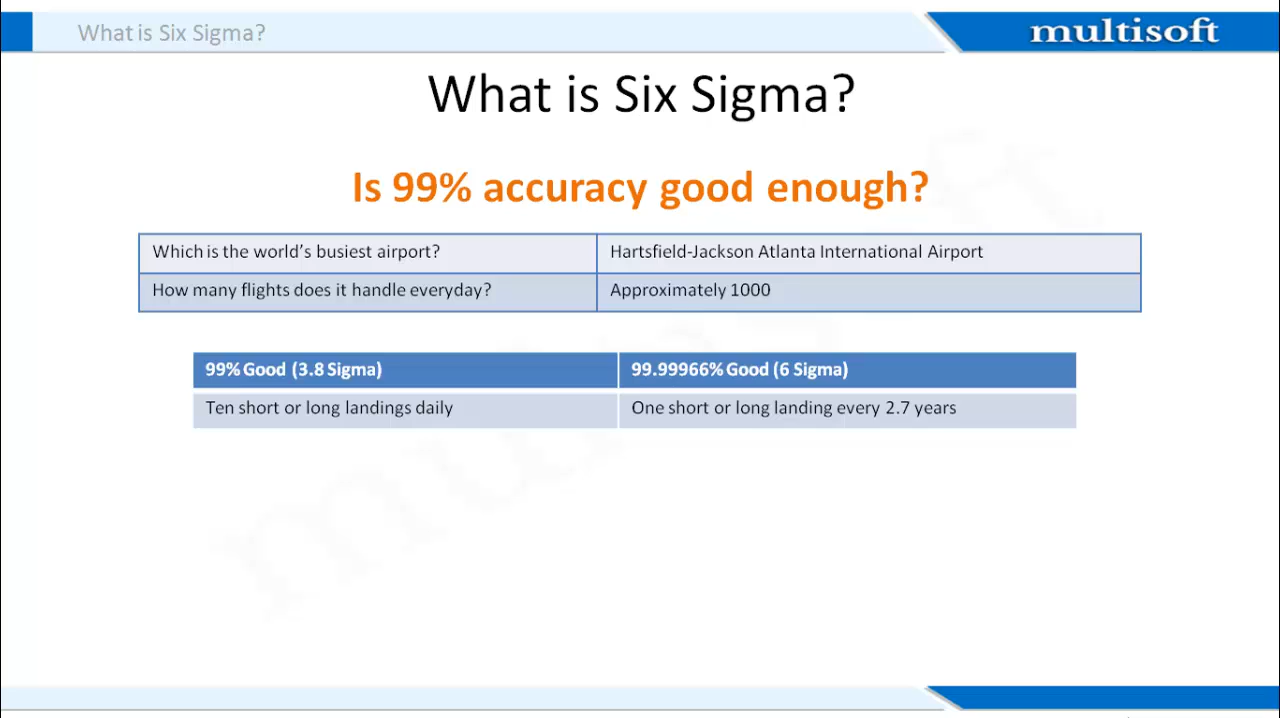 What is Six Sigma?
multisoft
What is Six Sigma?
Is 99% accuracy good enough?
Which is the world's busiest airport?
Hartsfield-Jackson Atlanta International Airport
How many flights does it handle everyday?
Approximately 1000
99% Good (3.8 Sigma)
99.99966% Good (6 Sigma)
Ten short or long landings daily
One short or long landing every 2.7 years
multisoft